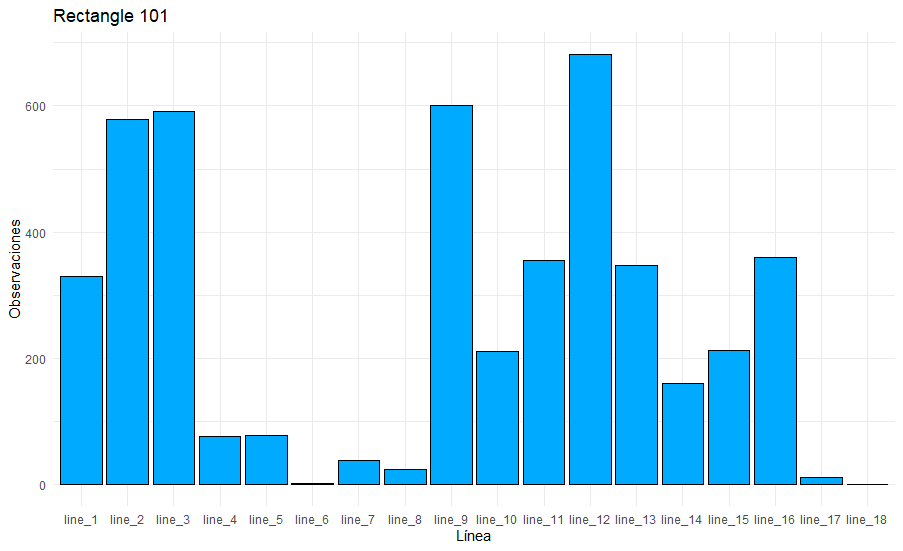 Rectangle 101
Observaciones
600
400
200
0
line_1 line_2 line_3 line_4 line_5 line_6 line_7 line_8 line_9 line_10 line_11 line_12 line_13 line_14 line_15 line_16 line_17 line_18
Línea